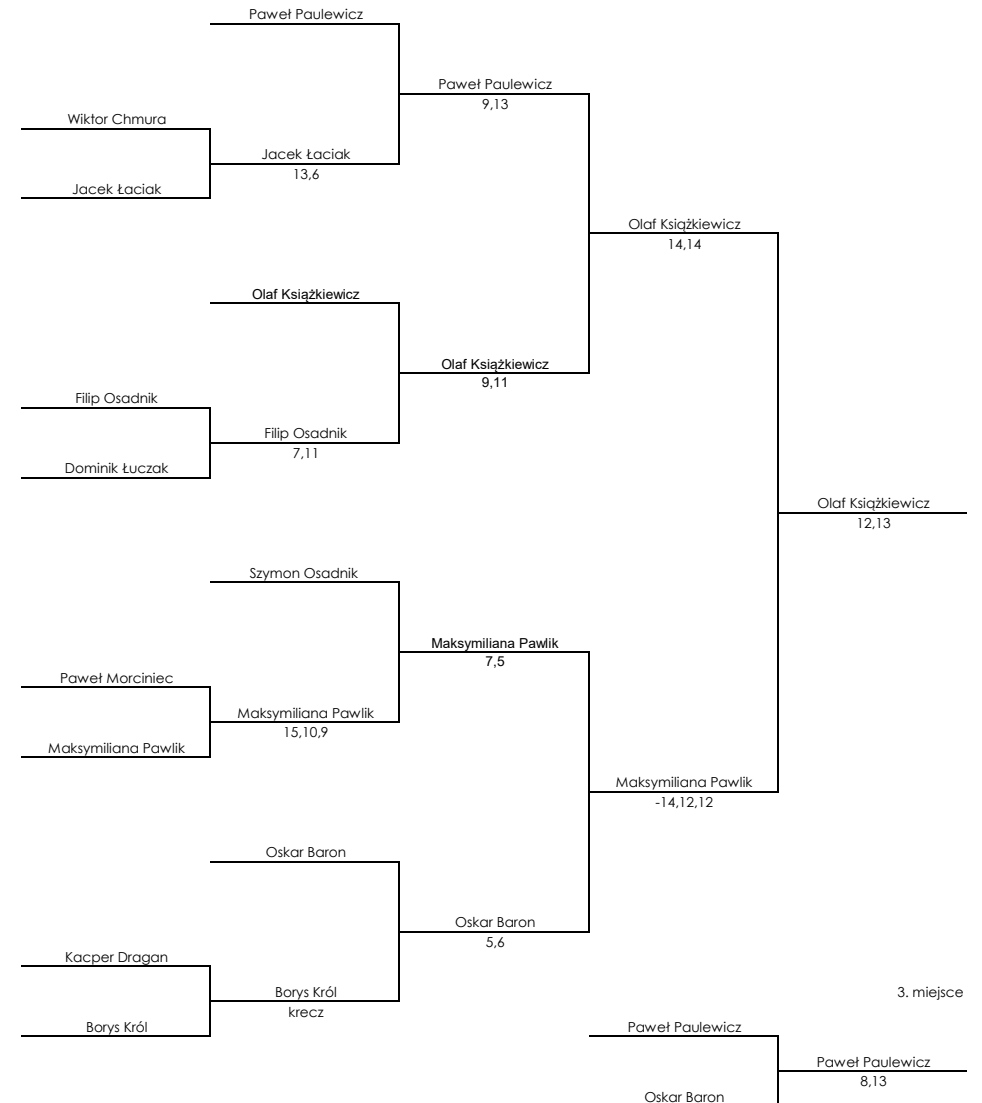 Paweł Paulewicz
Paweł Paulewicz
9,13
Wiktor Chmura
Jacek Łaciak
13,6
Jacek Łaciak
Olaf Książkiewicz
14,14
Olaf Książkiewicz
Olaf Książkiewicz
9,11
Filip Osadnik
Filip Osadnik
7,11
Dominik Łuczak
Olaf Książkiewicz
12,13
Szymon Osadnik
Maksymiliana Pawlik
7,5
Paweł Morciniec
Maksymiliana Pawlik
15,10,9
Maksymiliana Pawlik
Maksymiliana Pawlik
-14,12,12
Oskar Baron
Oskar Baron
5,6
Kacper Dragan
Borys Król
krecz
3. miejsce
Borys Król
Paweł Paulewicz
Paweł Paulewicz
8,13
Oskar Baron